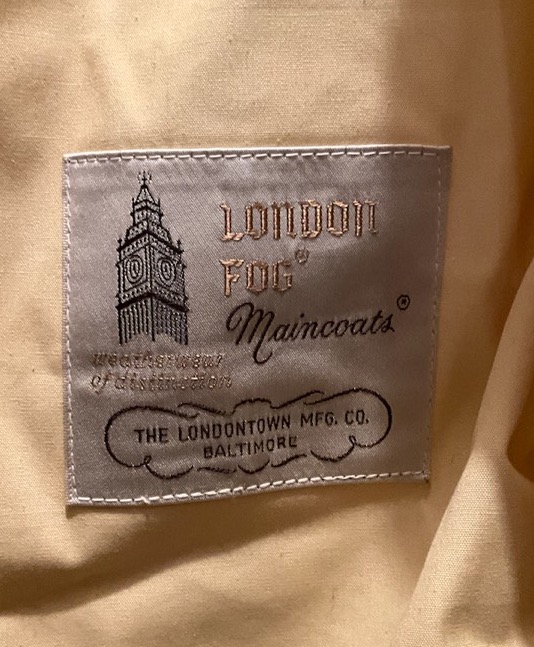 LONDON
FOG®
Maincoats®
weatherwear
of distinction
THE LONDONTOWN MFG. CO.
BALTIMORE